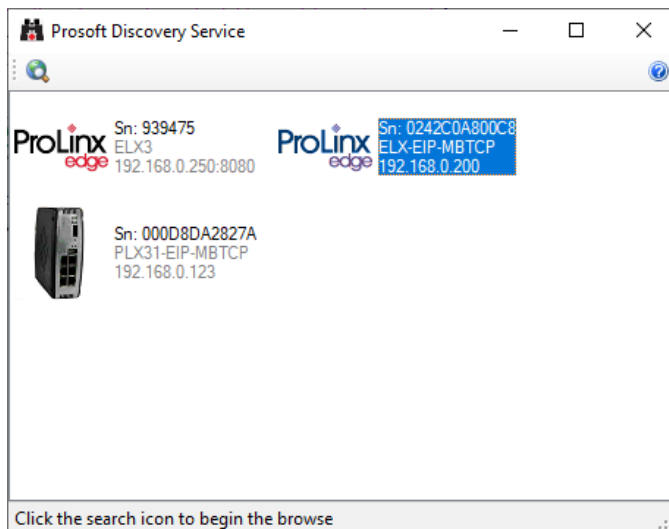 Prosoft Discovery Service
ProLinx
edge
Sn: 939475
ELX3
192.168.0.250:8080
ProLinx
edge
Sn: 0242C0A800C8
ELX-EIP-MBTCP
192.168.0.200
Sn: 000D8DA2827A
PLX31-EIP-MBTCP
192.168.0.123
Click the search icon to begin the browse